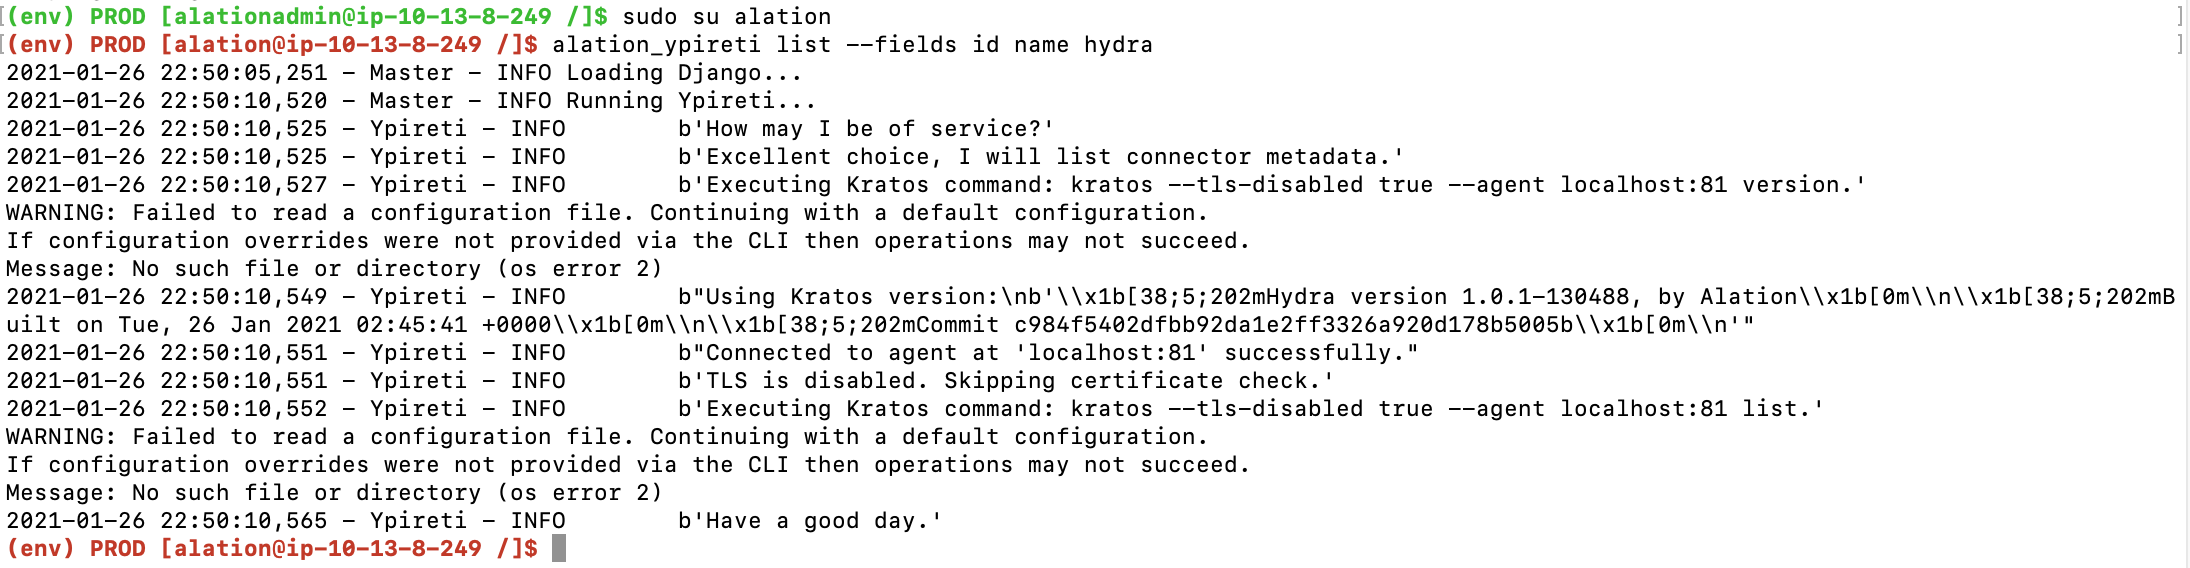 [(env) PROD [alationadmin@ip-10-13-8-249 /]$ sudo su alation ]
[(env) PROD [alation@ip-10-13-8-249 /]$ alation_ypireti list --fields id name hydra ]
2021-01-26 22:50:05,251 - Master - INFO Loading Django...
2021-01-26 22:50:10,520 - Master - INFO Running Ypireti...
2021-01-26 22:50:10,525 - Ypireti - INFO        b'How may I be of service?'
2021-01-26 22:50:10,525 - Ypireti - INFO        b'Excellent choice, I will list connector metadata.'
2021-01-26 22:50:10,527 - Ypireti - INFO        b'Executing Kratos command: kratos --tls-disabled true --agent localhost:81 version.'
WARNING: Failed to read a configuration file. Continuing with a default configuration.
If configuration overrides were not provided via the CLI then operations may not succeed.
Message: No such file or directory (os error 2)
2021-01-26 22:50:10,549 - Ypireti - INFO        b"Using Kratos version:\nb'\\x1b[38;5;202mHydra version 1.0.1-130488, by Alation\\x1b[0m\\n\\x1b[38;5;202mB
uilt on Tue, 26 Jan 2021 02:45:41 +0000\\x1b[0m\\n\\x1b[38;5;202mCommit c984f5402dfbb92da1e2ff3326a920d178b5005b\\x1b[0m\\n'"
2021-01-26 22:50:10,551 - Ypireti - INFO        b"Connected to agent at 'localhost:81' successfully."
2021-01-26 22:50:10,551 - Ypireti - INFO        b'TLS is disabled. Skipping certificate check.'
2021-01-26 22:50:10,552 - Ypireti - INFO        b'Executing Kratos command: kratos --tls-disabled true --agent localhost:81 list.'
WARNING: Failed to read a configuration file. Continuing with a default configuration.
If configuration overrides were not provided via the CLI then operations may not succeed.
Message: No such file or directory (os error 2)
2021-01-26 22:50:10,565 - Ypireti - INFO        b'Have a good day.'
(env) PROD [alation@ip-10-13-8-249 /]$